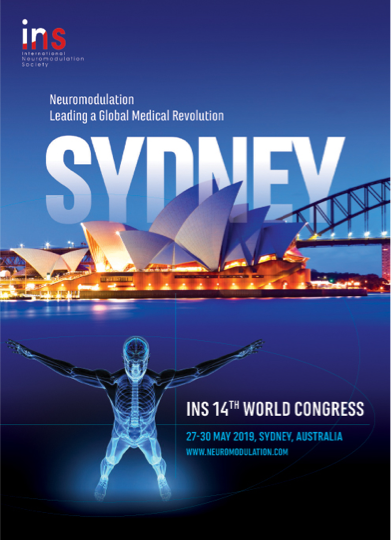 ins
International
Neuromodulation
Society
Neuromodulation
Leading a Global Medical Revolution
SYDNEY
INS 14TH WORLD CONGRESS
27-30 MAY 2019, SYDNEY, AUSTRALIA
WWW.NEUROMODULATION.COM